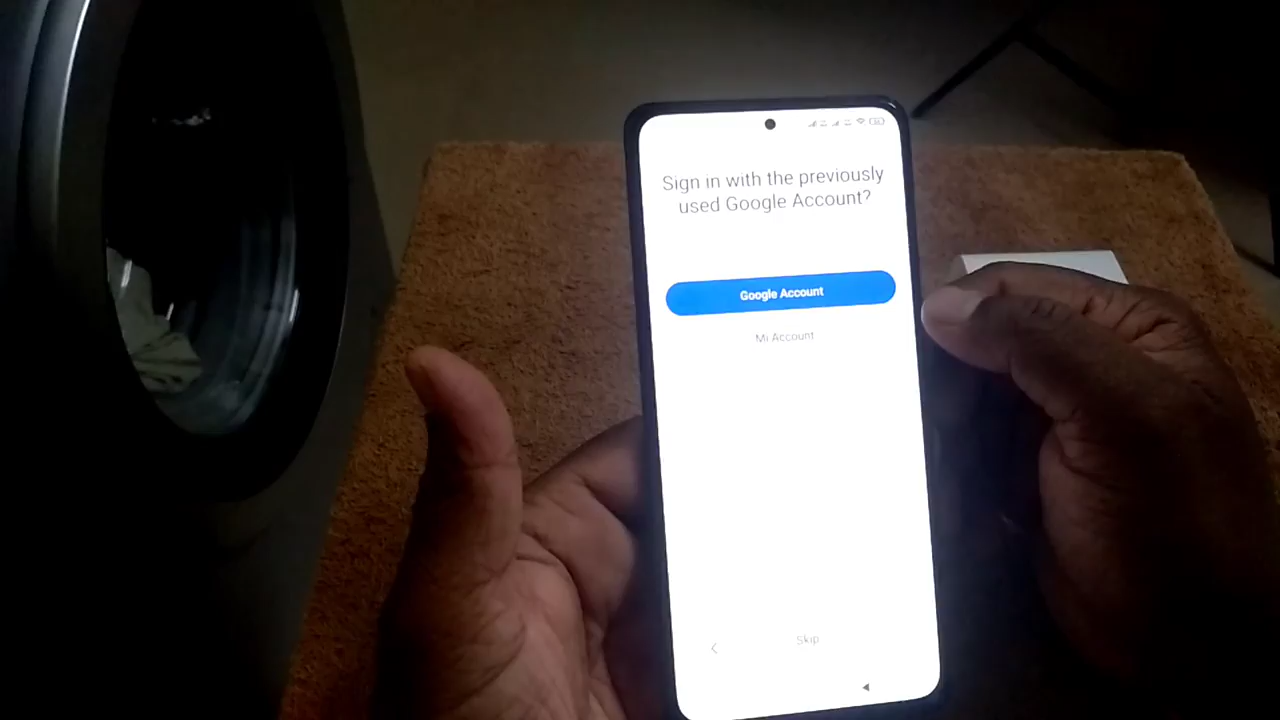 Sign in with the previously
used Google Account?
Google Account
Mi Account
Skip